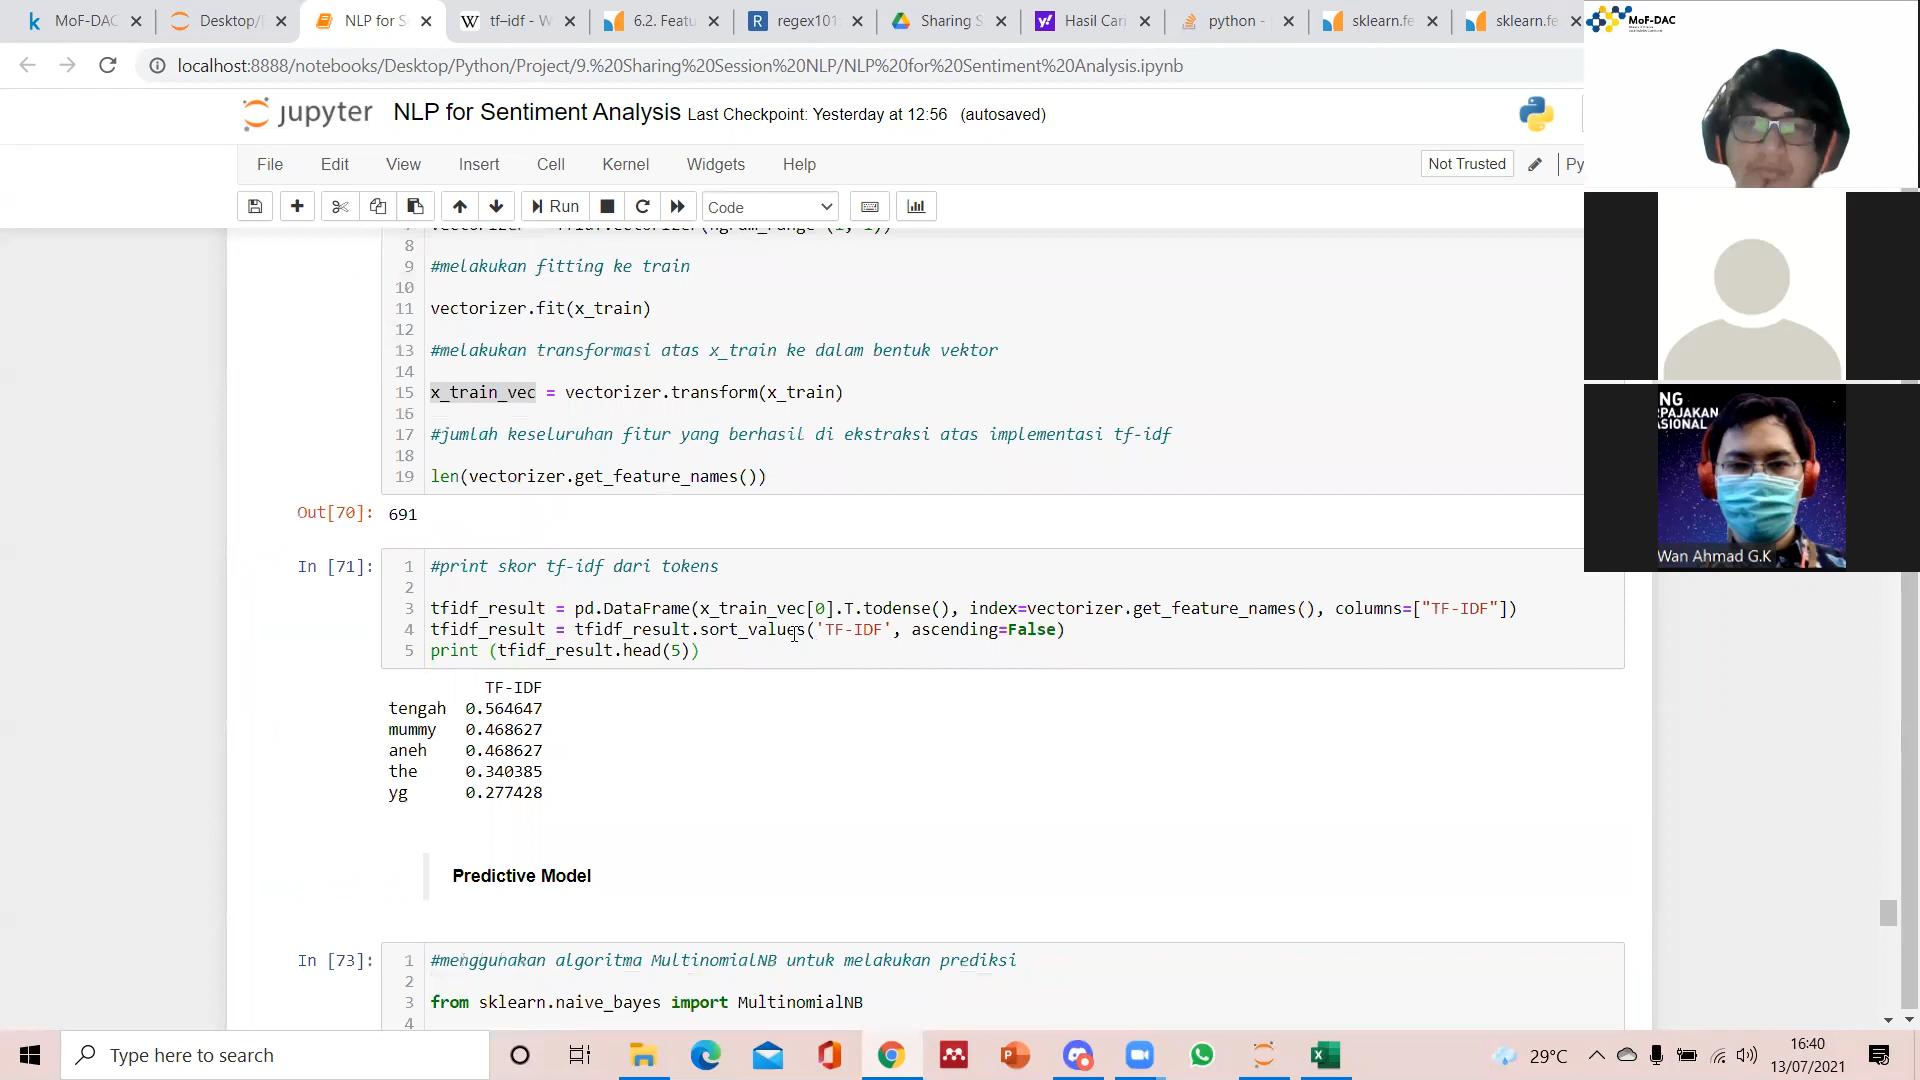 MoF-DAC
Desktop/
NLP for S
tf–idf - W
6.2. Featu
regex101
Sharing S
Hasil Cari
python -
sklearn.fe
sklearn.fe
localhost:8888/notebooks/Desktop/Python/Project/9.%20Sharing%20Session%20NLP/NLP%20for%20Sentiment%20Analysis.ipynb
MoF-DAC
jupyter NLP for Sentiment Analysis Last Checkpoint: Yesterday at 12:56 (autosaved)
File Edit View Insert Cell Kernel Widgets Help
Not Trusted
Py
Run
Code
8
9 #melakukan fitting ke train
10
11 vectorizer.fit(x_train)
12
13 #melakukan transformasi atas x_train ke dalam bentuk vektor
14
15 x_train_vec = vectorizer.transform(x_train)
16
17 #jumlah keseluruhan fitur yang berhasil di ekstraksi atas implementasi tf-idf
18
19 len(vectorizer.get_feature_names())
Out[70]: 691
In [71]:
1 #print skor tf-idf dari tokens
2
3 tfidf_result = pd.DataFrame(x_train_vec[0].T.todense(), index=vectorizer.get_feature_names(), columns=["TF-IDF"])
4 tfidf_result = tfidf_result.sort_values('TF-IDF', ascending=False)
5 print (tfidf_result.head(5))
TF-IDF
tengah 0.564647
mummy 0.468627
aneh 0.468627
the 0.340385
yg 0.277428
Predictive Model
In [73]:
1 #menggunakan algoritma MultinomialNB untuk melakukan prediksi
2
3 from sklearn.naive_bayes import MultinomialNB
4
NG
RPAJAKAN
ASIONAL
Wan Ahmad G.K
Type here to search
29°C
16:40
13/07/2021